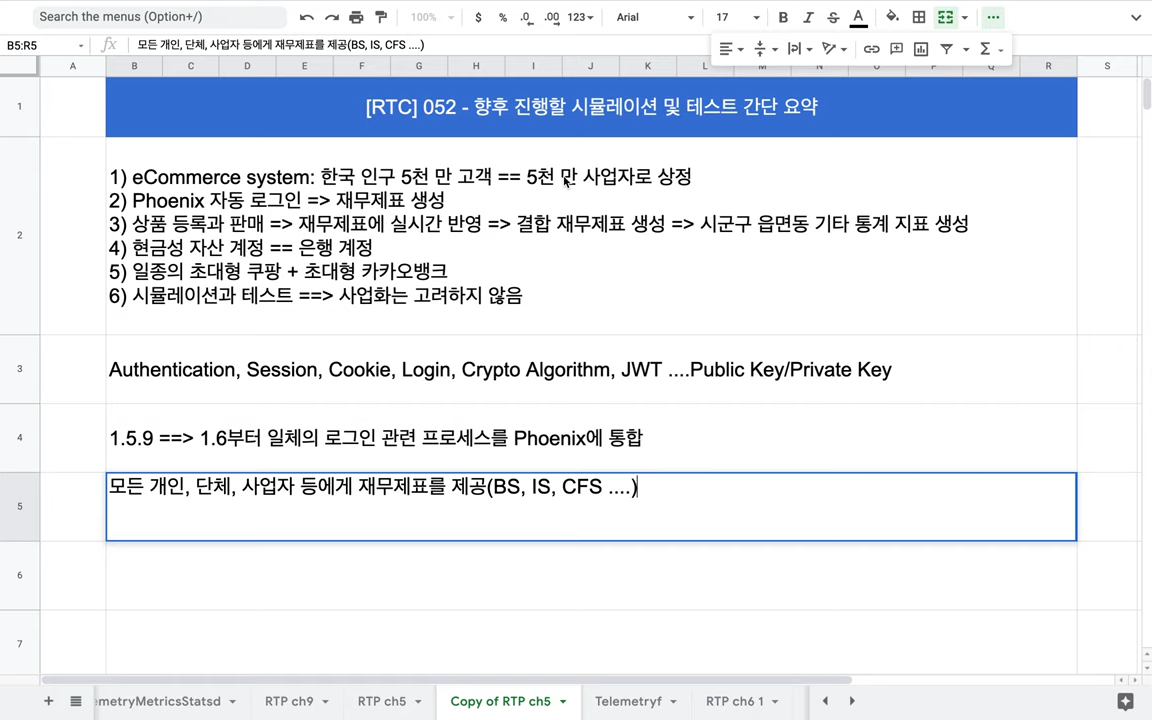 Search the menus (Option+/)
100%
$ % .0 .00 123
Arial
17
B I S A
B5:R5
fx
모든 개인, 단체, 사업자 등에게 재무제표를 제공(BS, IS, CFS ....)
A B C D E F G H I J K L M N O P Q R S
1
[RTC] 052 - 향후 진행할 시뮬레이션 및 테스트 간단 요약
2
1) eCommerce system: 한국 인구 5천 만 고객 == 5천 만 사업자로 상정
2) Phoenix 자동 로그인 => 재무제표 생성
3) 상품 등록과 판매 => 재무제표에 실시간 반영 => 결합 재무제표 생성 => 시군구 읍면동 기타 통계 지표 생성
4) 현금성 자산 계정 == 은행 계정
5) 일종의 초대형 쿠팡 + 초대형 카카오뱅크
6) 시뮬레이션과 테스트 ==> 사업화는 고려하지 않음
3
Authentication, Session, Cookie, Login, Crypto Algorithm, JWT ....Public Key/Private Key
4
1.5.9 ==> 1.6부터 일체의 로그인 관련 프로세스를 Phoenix에 통합
5
모든 개인, 단체, 사업자 등에게 재무제표를 제공(BS, IS, CFS ....)
6
7
emetryMetricsStatsd
RTP ch9
RTP ch5
Copy of RTP ch5
Telemetryf
RTP ch6 1